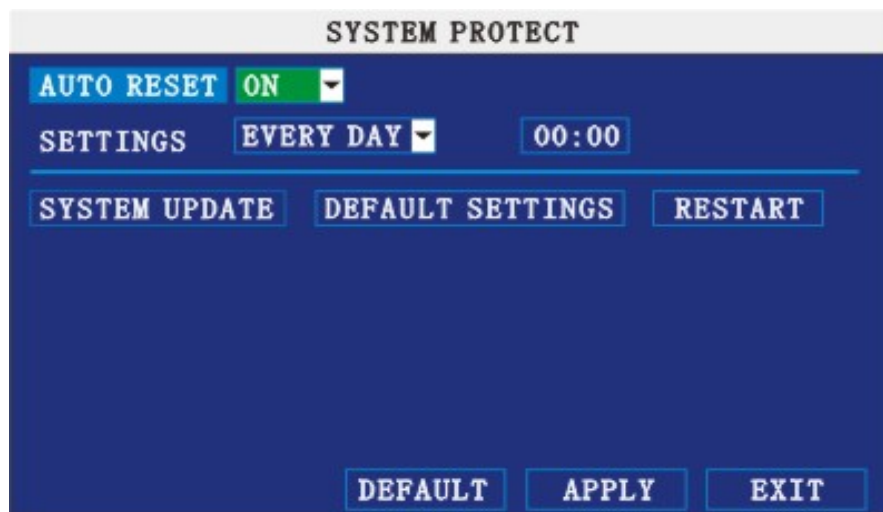 SYSTEM PROTECT
AUTO RESET ON
SETTINGS EVERY DAY 00:00
SYSTEM UPDATE DEFAULT SETTINGS RESTART
DEFAULT APPLY EXIT